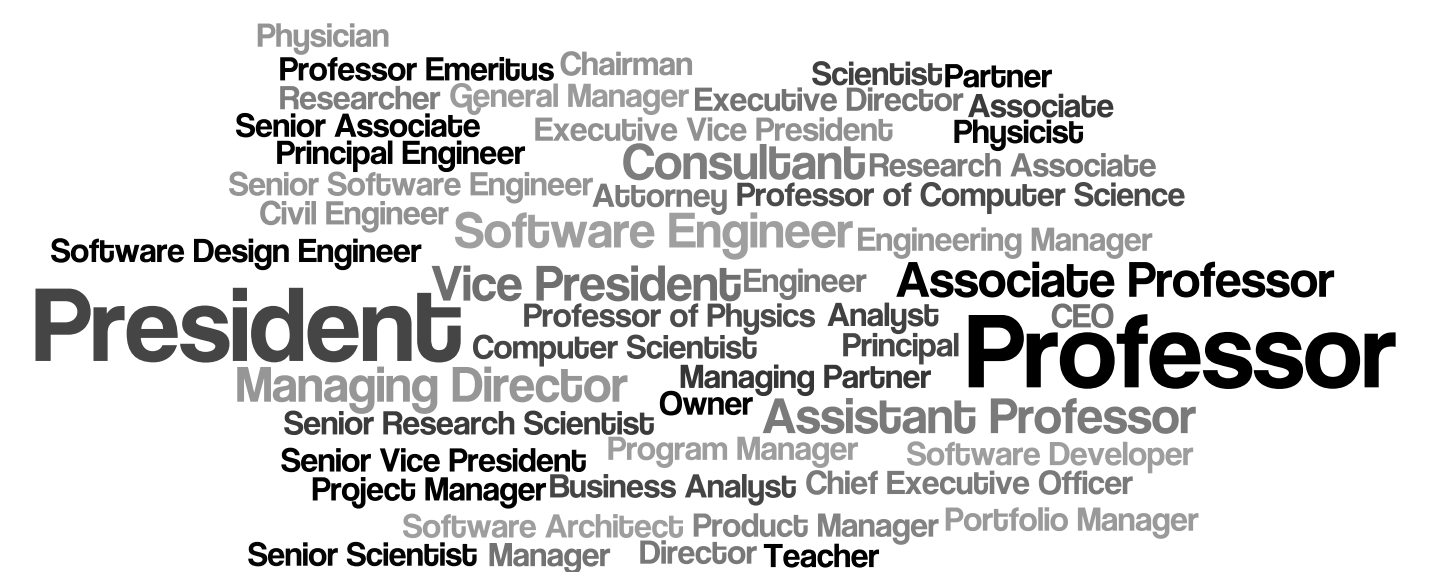 Physician
Professor Emeritus
Chairman
Scientist
Partner
Researcher
General Manager
Executive Director
Associate
Senior Associate
Executive Vice President
Physicist
Principal Engineer
Consultant
Research Associate
Senior Software Engineer
Attorney
Professor of Computer Science
Civil Engineer
Software Engineer
Engineering Manager
Software Design Engineer
Vice President
Engineer
Associate Professor
President
Professor of Physics
Analyst
CEO
Computer Scientist
Principal
Professor
Managing Director
Managing Partner
Owner
Assistant Professor
Senior Research Scientist
Program Manager
Software Developer
Senior Vice President
Project Manager
Business Analyst
Chief Executive Officer
Software Architect
Product Manager
Portfolio Manager
Senior Scientist
Manager
Director
Teacher